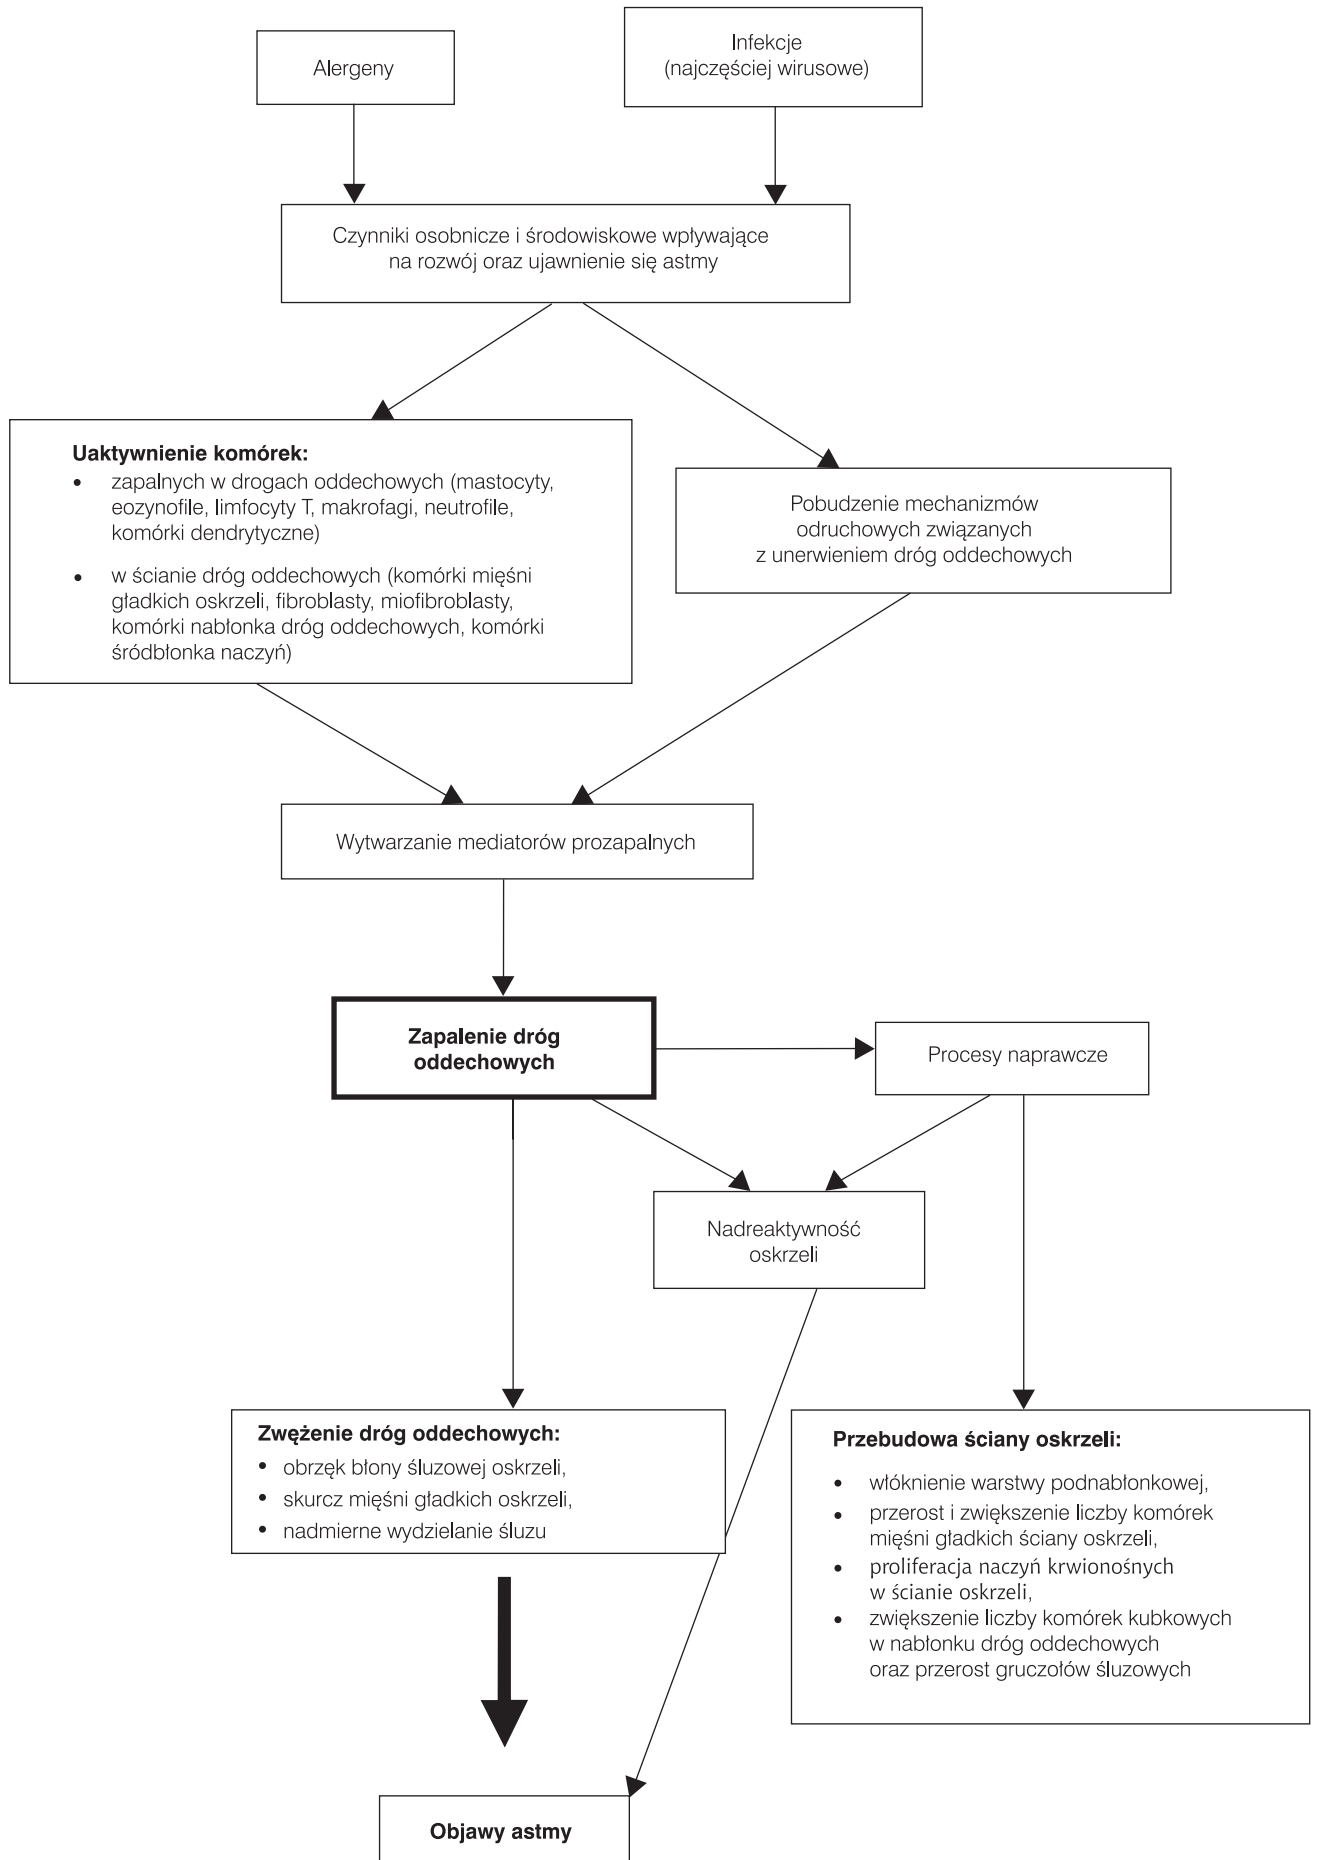 Alergeny
Infekcje
(najczęściej wirusowe)
Czynniki osobnicze i środowiskowe wpływające
na rozwój oraz ujawnienie się astmy
Uaktywnienie komórek:
• zapalnych w drogach oddechowych (mastocyty,
eozynofile, limfocyty T, makrofagi, neutrofile,
komórki dendrytyczne)
• w ścianie dróg oddechowych (komórki mięśni
gładkich oskrzeli, fibroblasty, miofibroblasty,
komórki nabłonka dróg oddechowych, komórki
śródbłonka naczyń)
Pobudzenie mechanizmów
odruchowych związanych
z unerwieniem dróg oddechowych
Wytwarzanie mediatorów prozapalnych
Zapalenie dróg
oddechowych
Procesy naprawcze
Nadreaktywność
oskrzeli
Zwężenie dróg oddechowych:
• obrzęk błony śluzowej oskrzeli,
• skurcz mięśni gładkich oskrzeli,
• nadmierne wydzielanie śluzu
Przebudowa ściany oskrzeli:
• włóknienie warstwy podnabłonkowej,
• przerost i zwiększenie liczby komórek
mięśni gładkich ściany oskrzeli,
• proliferacja naczyń krwionośnych
w ścianie oskrzeli,
• zwiększenie liczby komórek kubkowych
w nabłonku dróg oddechowych
oraz przerost gruczołów śluzowych
Objawy astmy